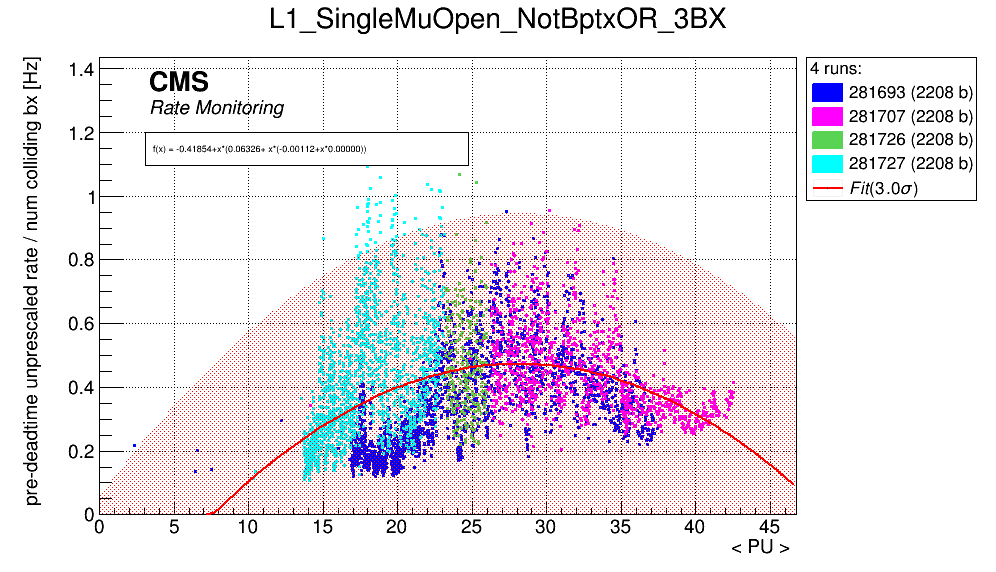 L1_SingleMuOpen_NotBptxOR_3BX
pre-deadtime unprescaled rate / num colliding bx [Hz]
CMS
Rate Monitoring
f(x) = -0.41854+x*(0.06326+ x*(-0.00112+x*0.00000))
4 runs:
281693 (2208 b)
281707 (2208 b)
281726 (2208 b)
281727 (2208 b)
Fit(3.0σ)
1.4
1.2
1
0.8
0.6
0.4
0.2
0
0 5 10 15 20 25 30 35 40 45
< PU >